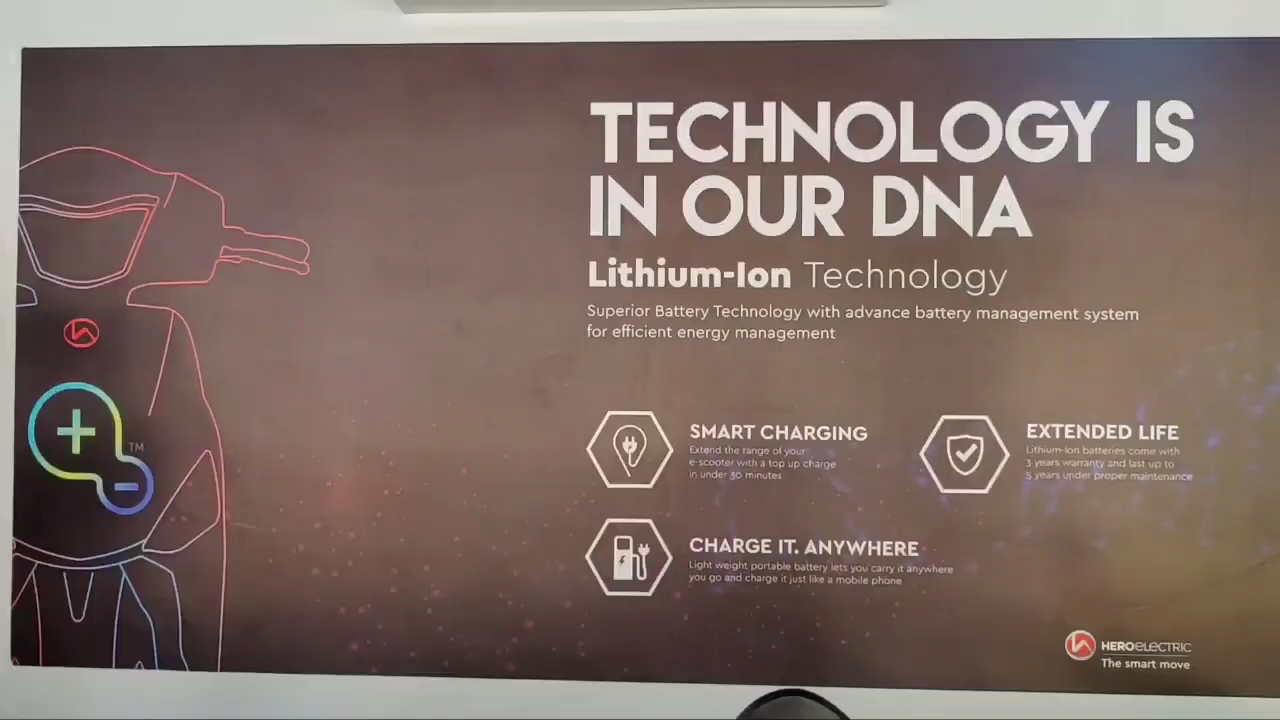 TECHNOLOGY IS
IN OUR DNA
Lithium-Ion Technology
Superior Battery Technology with advance battery management system
for efficient energy management
SMART CHARGING
Extend the range of your
e-scooter with a top up charge
in under 30 minutes
EXTENDED LIFE
Lithium-Ion batteries come with
3 years warranty and last up to
5 years under proper maintenance
CHARGE IT. ANYWHERE
Light weight portable battery lets you carry it anywhere
you go and charge it just like a mobile phone
+
TM
-
HEROELECTRIC
The smart move